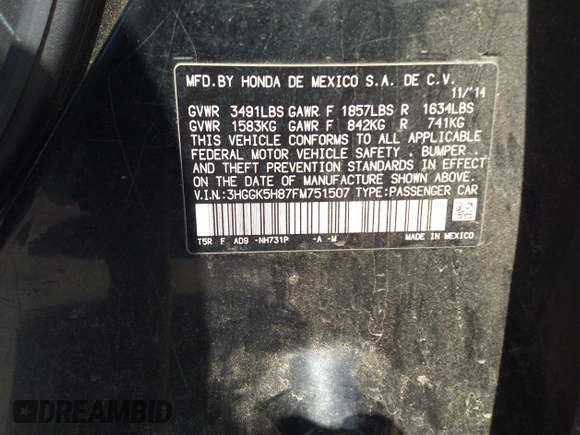 MFD.BY HONDA DE MEXICO S.A. DE C.V.
11/'14
GVWR 3491LBS GAWR F 1857LBS R 1634LBS
GVWR 1583KG GAWR F 842KG R 741KG
THIS VEHICLE CONFORMS TO ALL APPLICABLE
FEDERAL MOTOR VEHICLE SAFETY . BUMPER .
AND THEFT PREVENTION STANDARDS IN EFFECT
ON THE DATE OF MANUFACTURE SHOWN ABOVE.
V.I.N.:3HGGK5H87FM751507 TYPE:PASSENGER CAR
T5R F AD9 -NH731P -A -M MADE IN MEXICO
DREAMBID